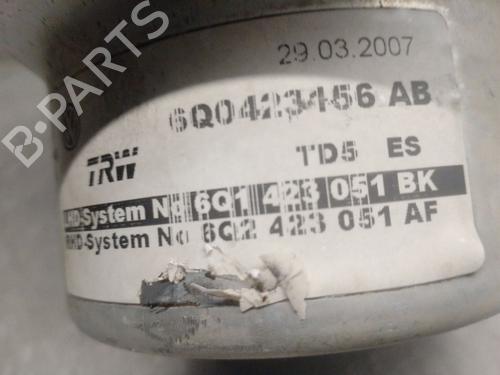 29.03.2007
6Q0423156 AB
TRW
TD5 ES
LHD-System No 6Q1 423 051 BK
RHD-System No 6Q2 423 051 AF
B-PARTS